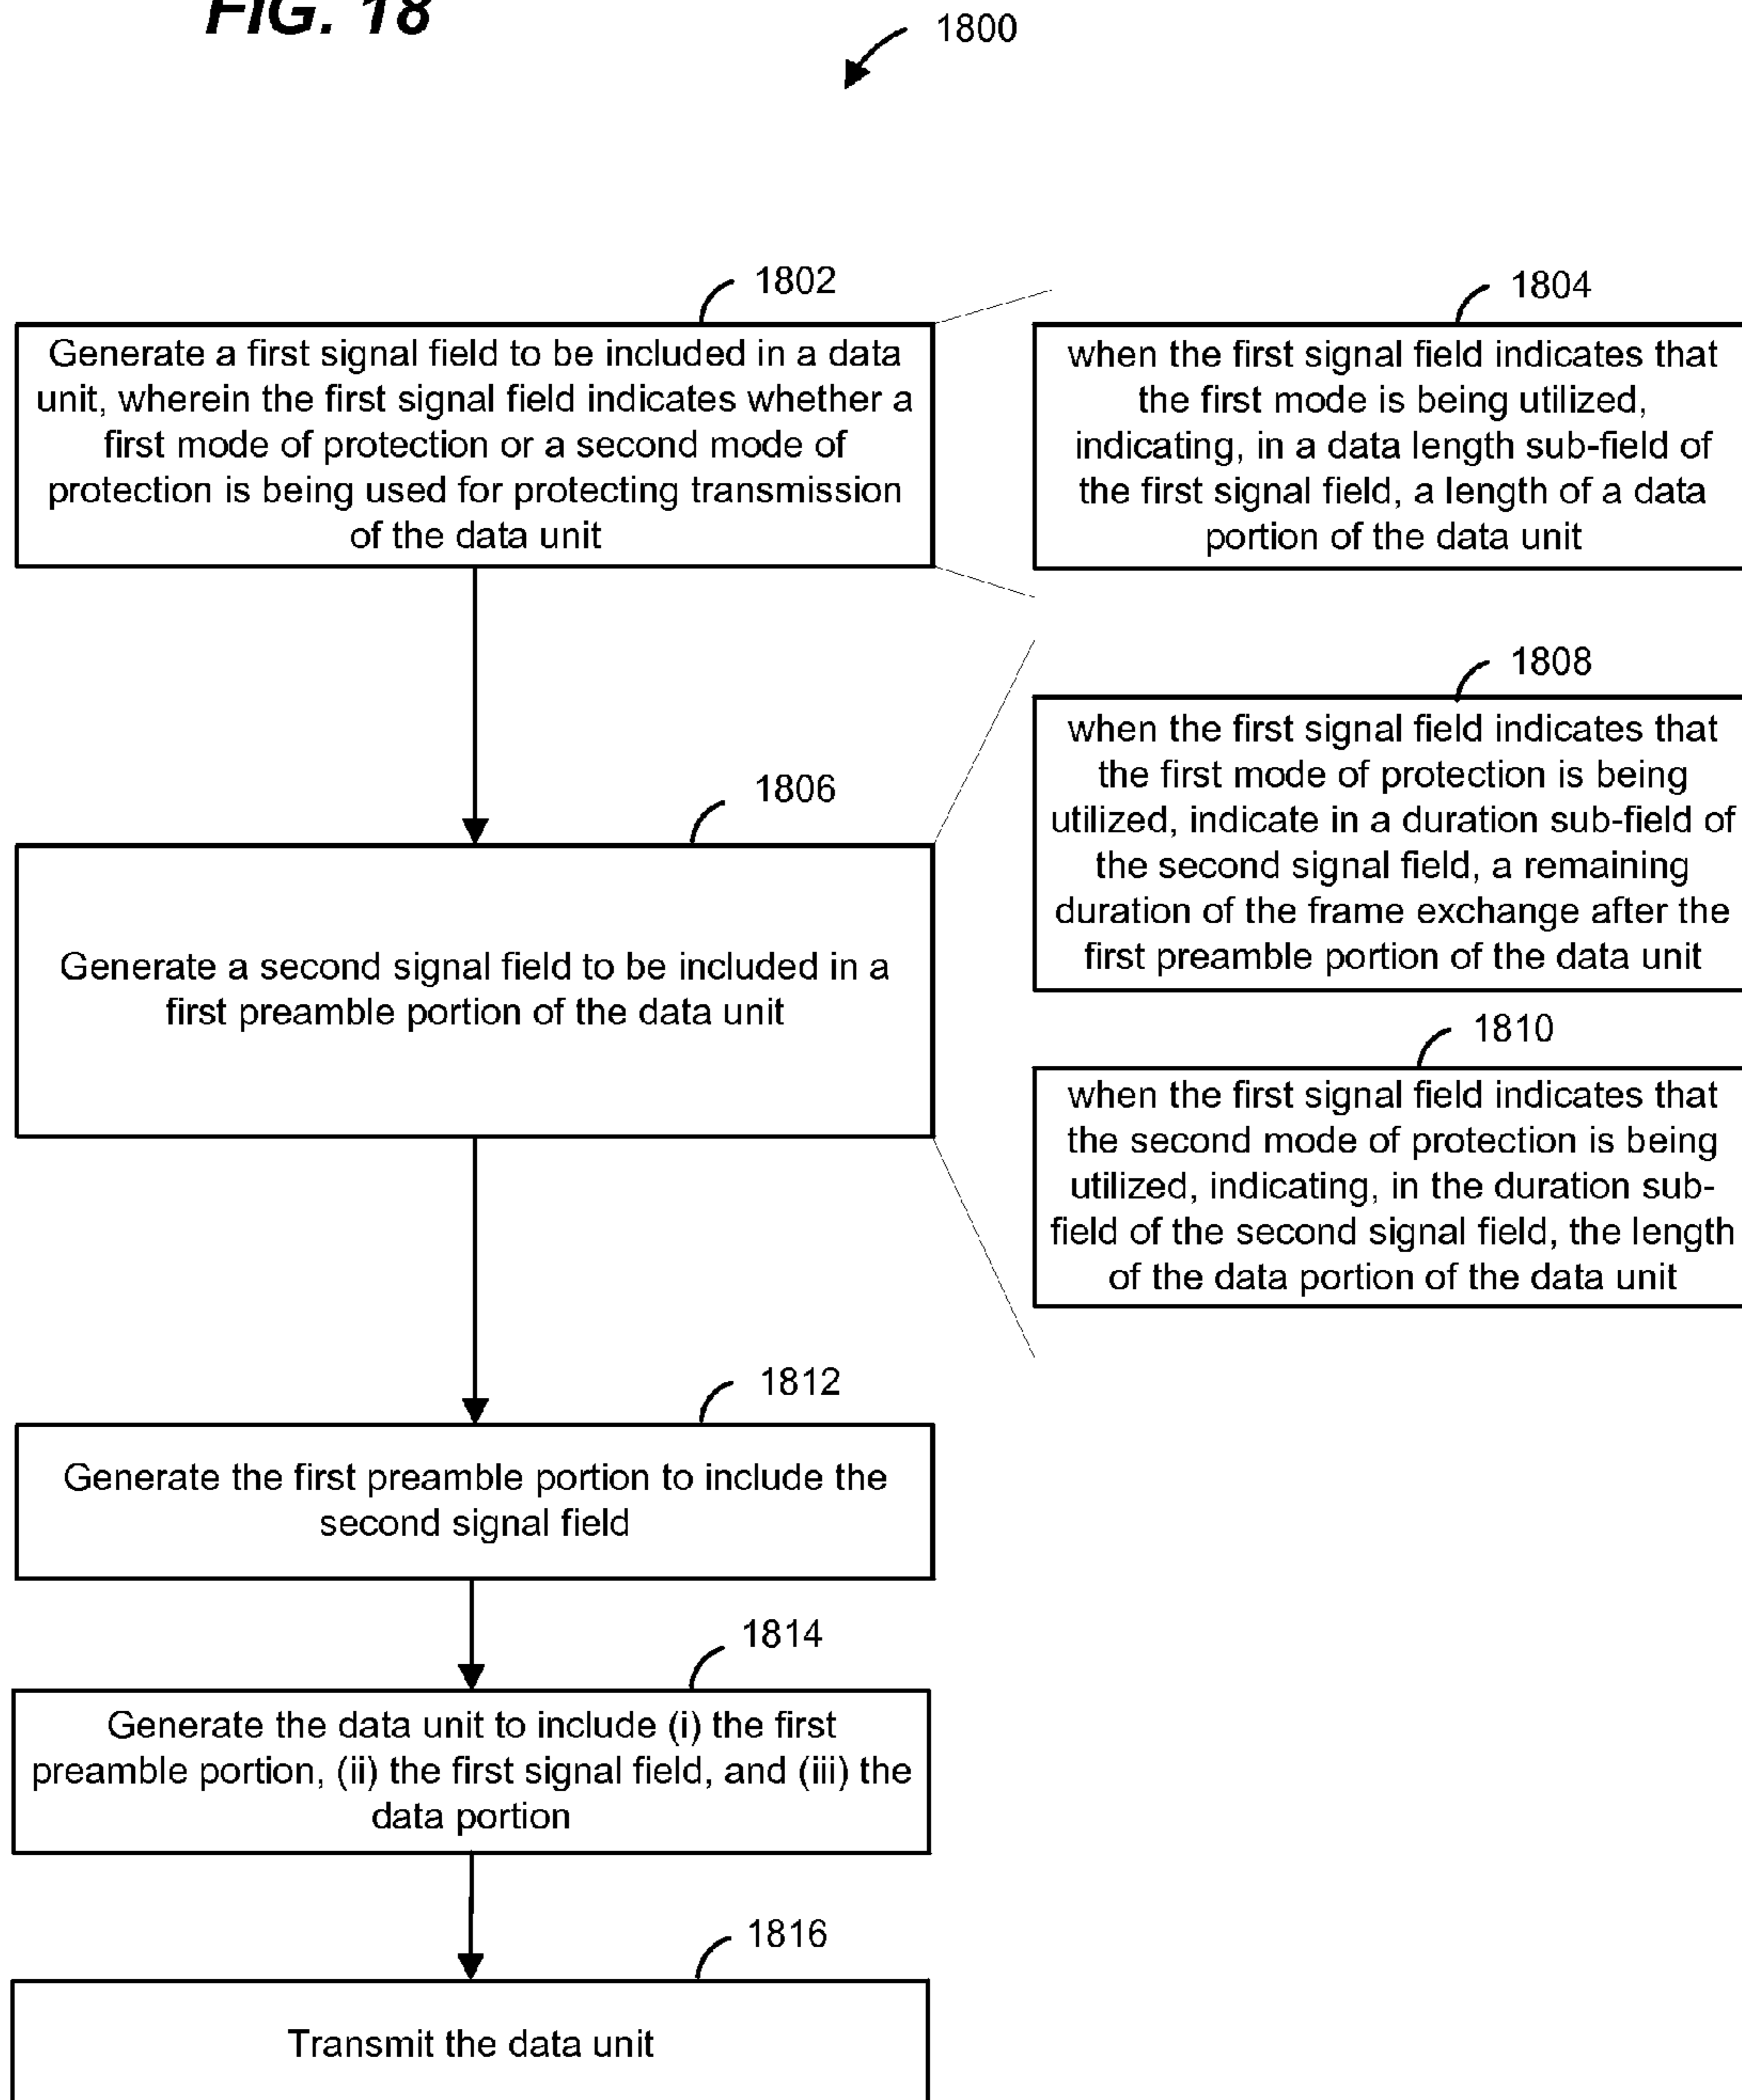 FIG. 18
1800
1802
Generate a first signal field to be included in a data
unit, wherein the first signal field indicates whether a
first mode of protection or a second mode of
protection is being used for protecting transmission
of the data unit
1804
when the first signal field indicates that
the first mode is being utilized,
indicating, in a data length sub-field of
the first signal field, a length of a data
portion of the data unit
1806
Generate a second signal field to be included in a
first preamble portion of the data unit
1808
when the first signal field indicates that
the first mode of protection is being
utilized, indicate in a duration sub-field of
the second signal field, a remaining
duration of the frame exchange after the
first preamble portion of the data unit
1810
when the first signal field indicates that
the second mode of protection is being
utilized, indicating, in the duration sub-
field of the second signal field, the length
of the data portion of the data unit
1812
Generate the first preamble portion to include the
second signal field
1814
Generate the data unit to include (i) the first
preamble portion, (ii) the first signal field, and (iii) the
data portion
1816
Transmit the data unit